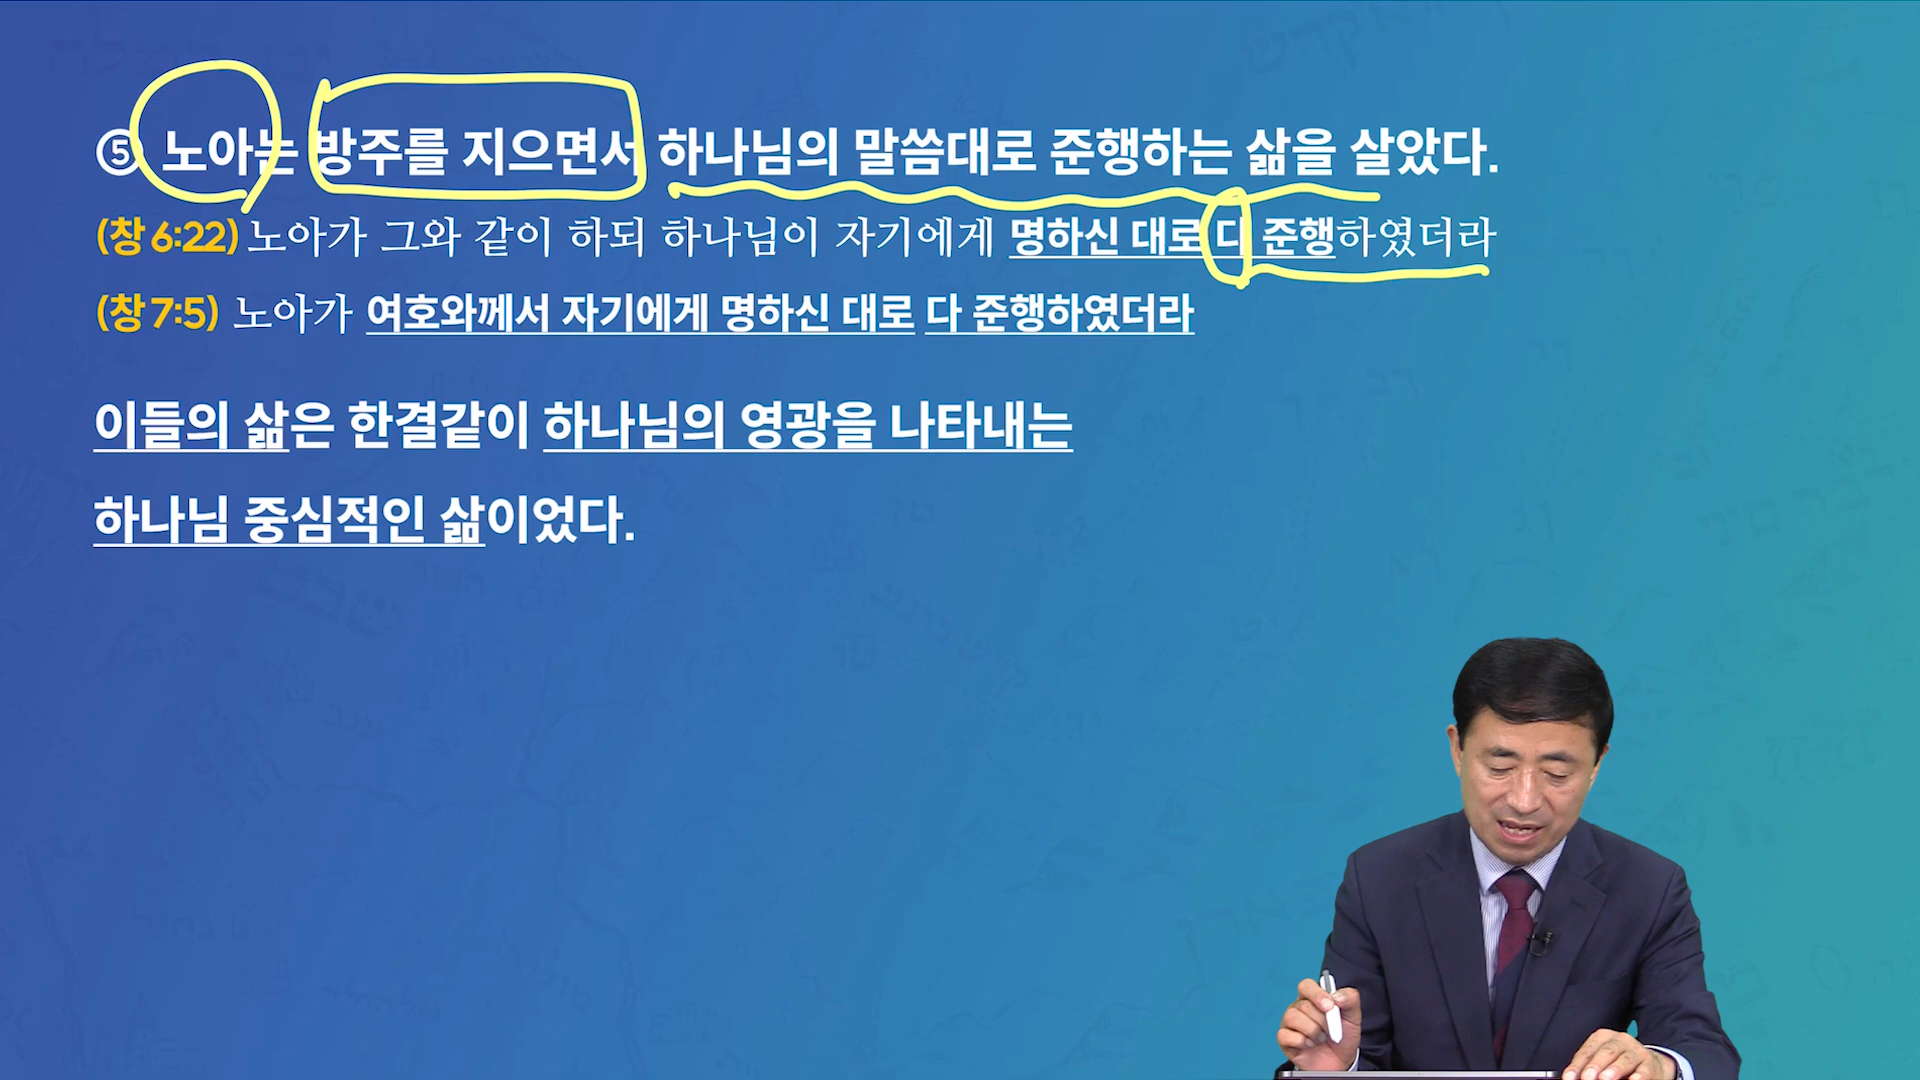 ⑤ 노아는 방주를 지으면서 하나님의 말씀대로 준행하는 삶을 살았다.
(창 6:22) 노아가 그와 같이 하되 하나님이 자기에게 명하신 대로 다 준행하였더라
(창 7:5) 노아가 여호와께서 자기에게 명하신 대로 다 준행하였더라
이들의 삶은 한결같이 하나님의 영광을 나타내는
하나님 중심적인 삶이었다.